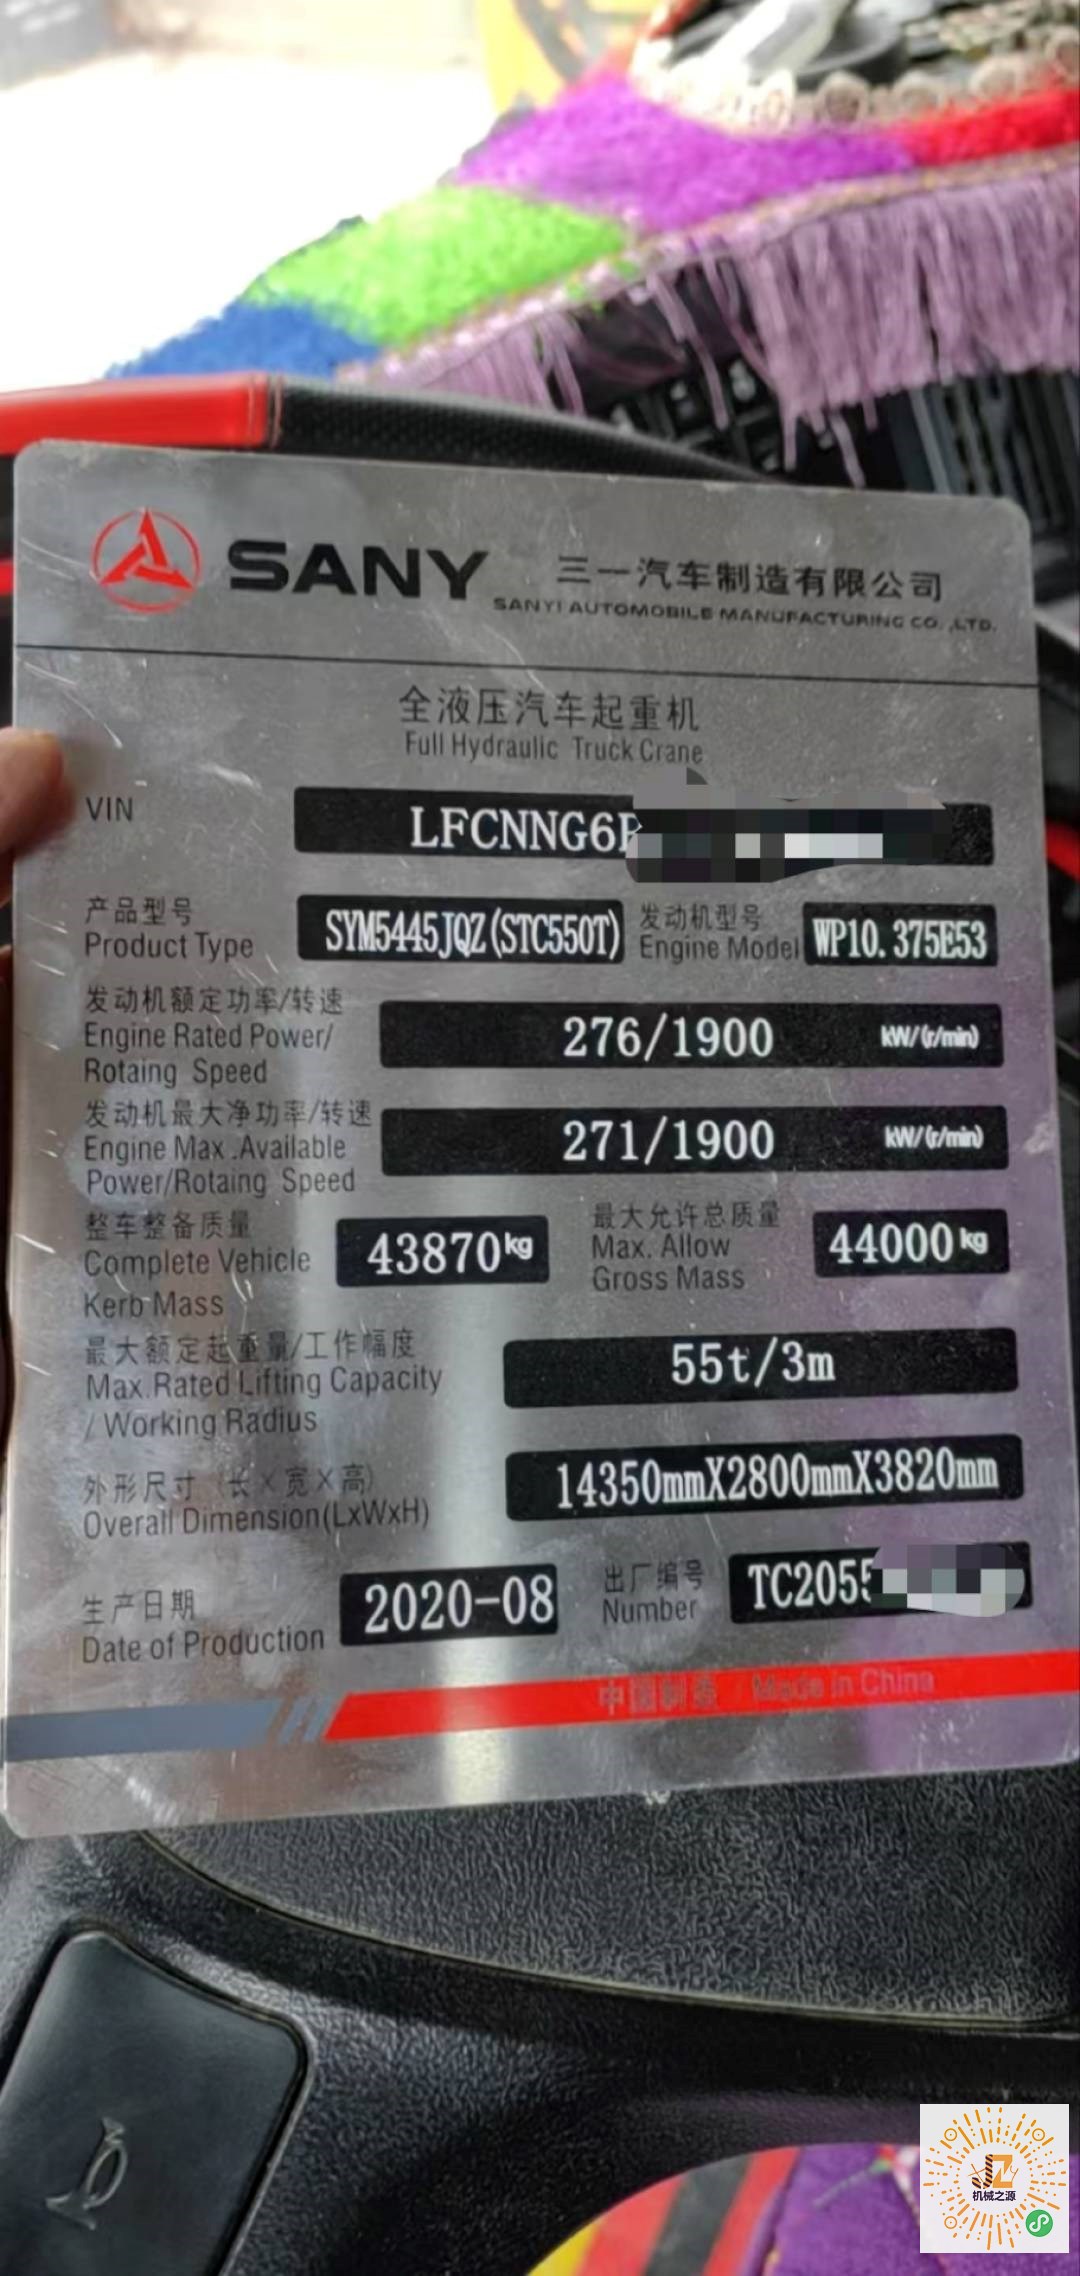 SANY 三一汽车制造有限公司
SANYI AUTOMOBILE MANUFACTURING CO. ,LTD.
全液压汽车起重机
Full Hydraulic Truck Crane
VIN LFCNNG6
产品型号 SYM5445JQZ(STC550T) 发动机型号 WP10.375E53
Product Type Engine Model
发动机额定功率/转速
Engine Rated Power/ 276/1900 kW/(r/min)
Rotaing Speed
发动机最大净功率/转速
Engine Max .Available 271/1900 kW/(r/min)
Power/Rotaing Speed
整车整备质量 最大允许总质量
Complete Vehicle 43870kg Max. Allow 44000kg
Kerb Mass Gross Mass
最大额定起重量/工作幅度
Max.Rated Lifting Capacity 55t/3m
/ Working Radius
外形尺寸 (长×宽×高) 14350mmX2800mmX3820mm
Overall Dimension(LxWxH)
生产日期 2020-08 出厂编号 TC205
Date of Production Number
中国制造 / Made in China
机械之源